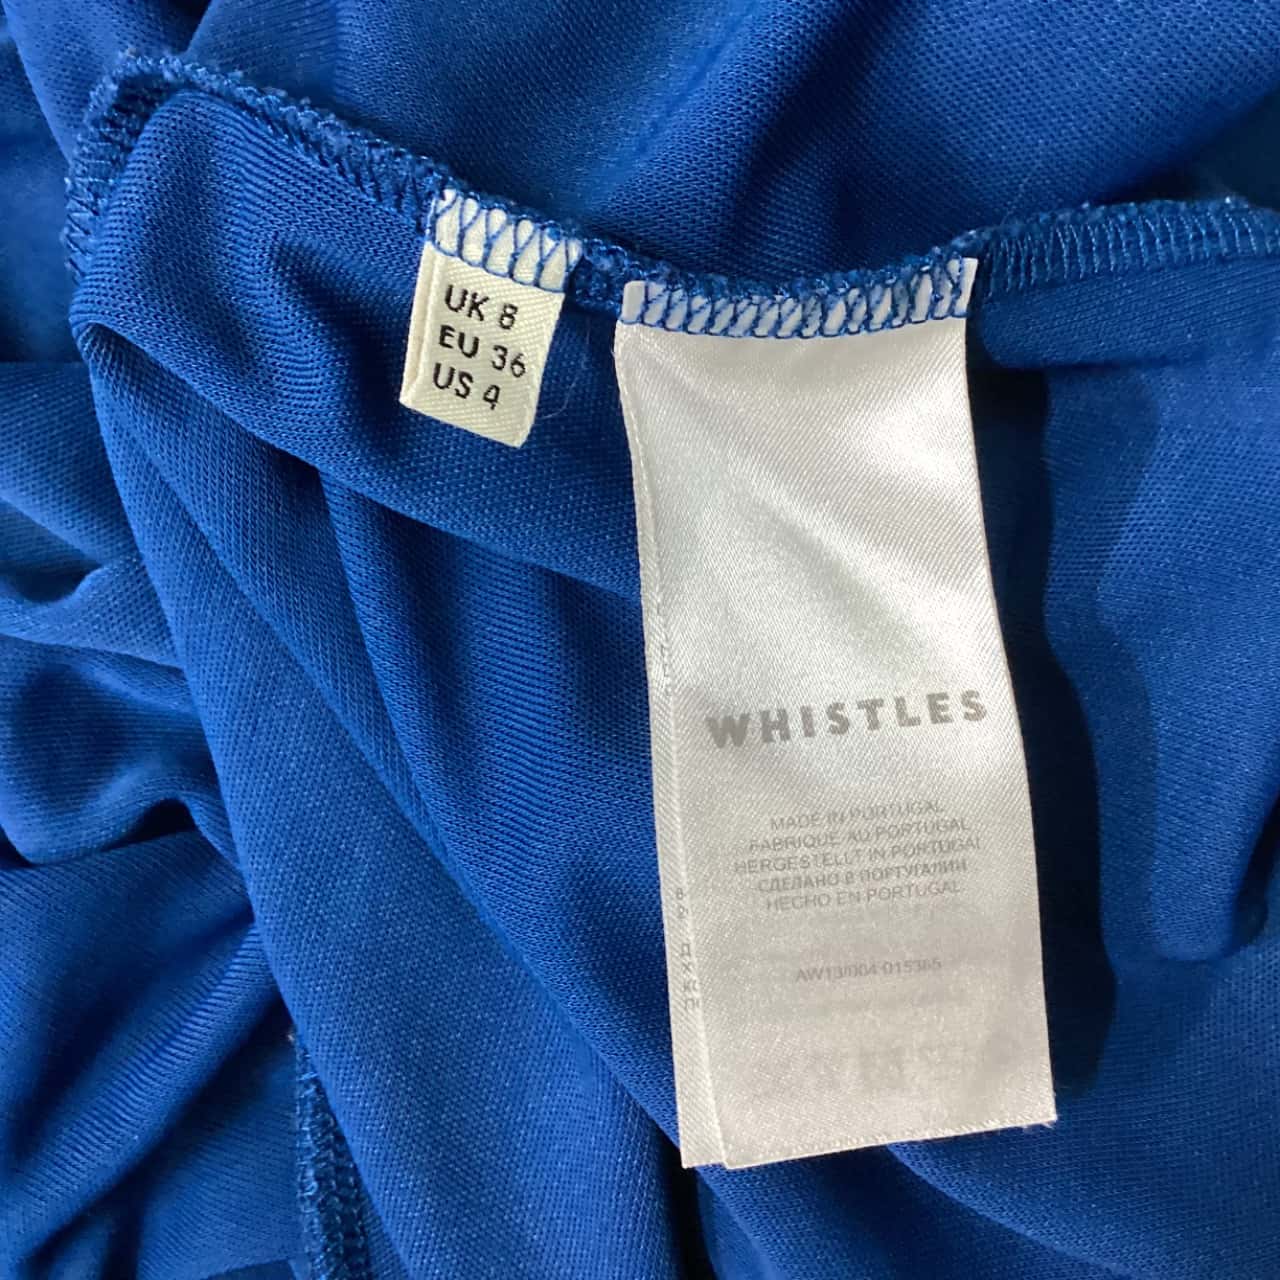 UK 8
EU 36
US 4
WHISTLES
MADE IN PORTUGAL
FABRIQUE AU PORTUGAL
HERGESTELLT IN PORTUGAL
СДЕЛАНО В ПОРТУГАЛИИ
HECHO EN PORTUGAL
AW13/004-015365